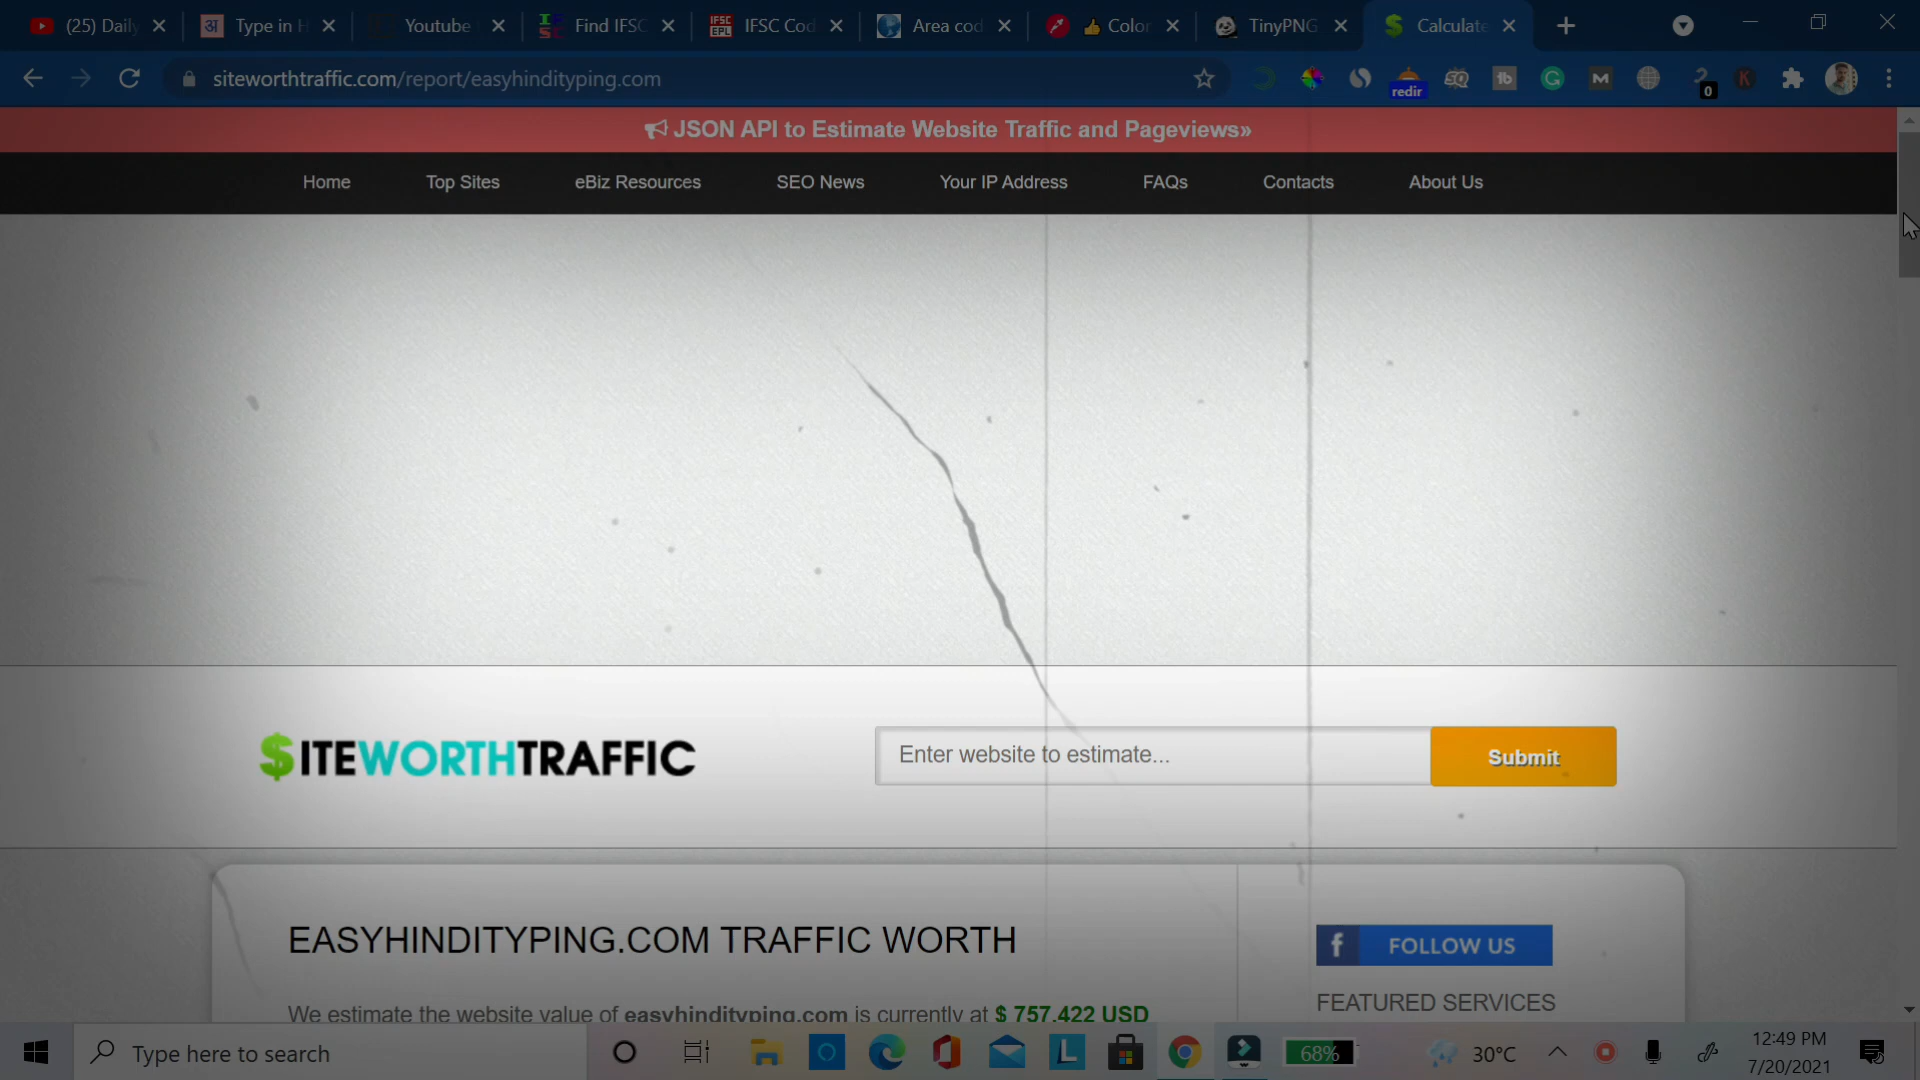 (25) Daily
Type in H
Youtube
Find IFSC
IFSC Cod
Area cod
👍 Color
TinyPNG
Calculate
siteworthtraffic.com/report/easyhindityping.com
redir
0
JSON API to Estimate Website Traffic and Pageviews»
Home
Top Sites
eBiz Resources
SEO News
Your IP Address
FAQs
Contacts
About Us
$ITEWORTHTRAFFIC
Enter website to estimate...
Submit
EASYHINDITYPING.COM TRAFFIC WORTH
FOLLOW US
We estimate the website value of easyhindityping.com is currently at $ 757,422 USD
FEATURED SERVICES
Type here to search
68%
30°C
12:49 PM
7/20/2021